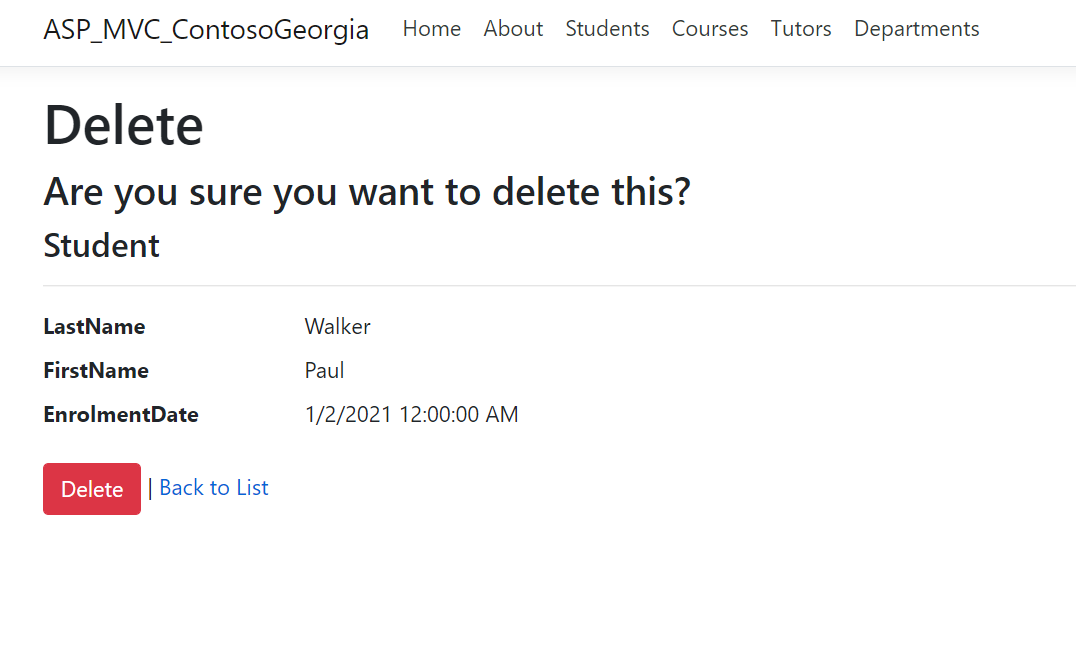 ASP_MVC_ContosoGeorgia Home About Students Courses Tutors Departments
Delete
Are you sure you want to delete this?
Student
LastName Walker
FirstName Paul
EnrolmentDate 1/2/2021 12:00:00 AM
Delete | Back to List